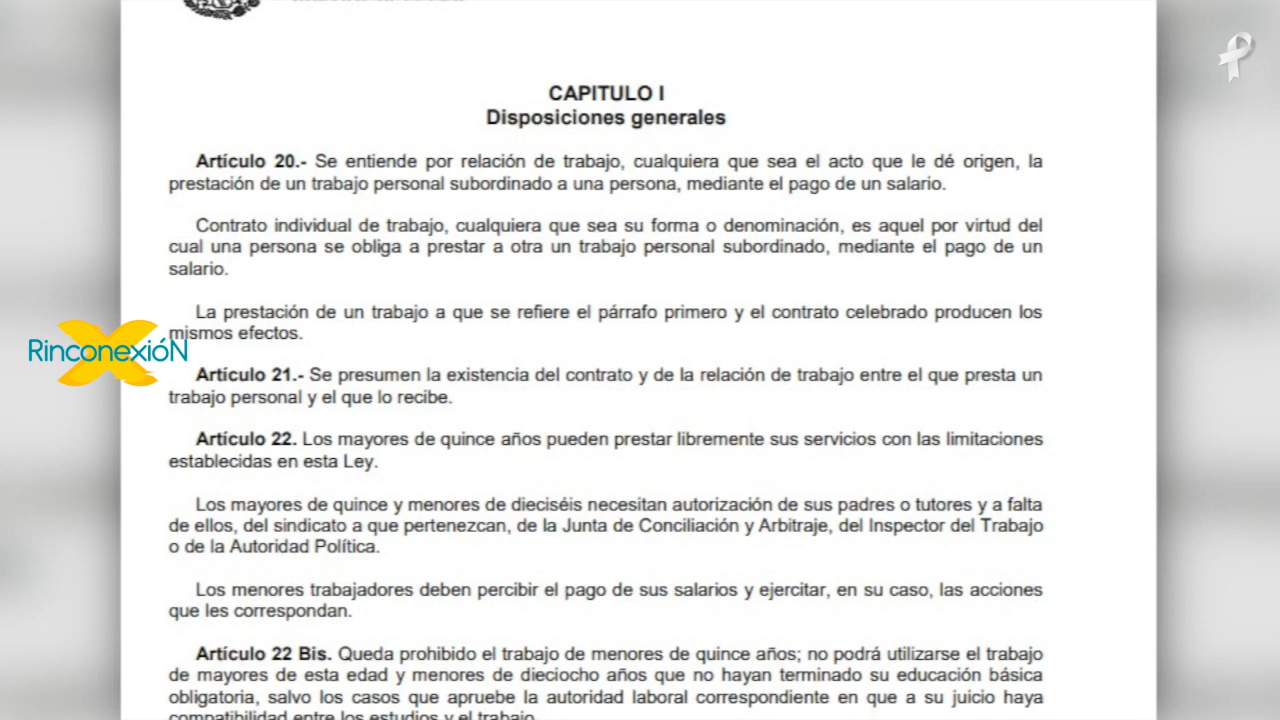 CAPITULO I
Disposiciones generales
Artículo 20.- Se entiende por relación de trabajo, cualquiera que sea el acto que le dé origen, la
prestación de un trabajo personal subordinado a una persona, mediante el pago de un salario.
Contrato individual de trabajo, cualquiera que sea su forma o denominación, es aquel por virtud del
cual una persona se obliga a prestar a otra un trabajo personal subordinado, mediante el pago de un
salario.
La prestación de un trabajo a que se refiere el párrafo primero y el contrato celebrado producen los
mismos efectos.
RinconexióN
Artículo 21.- Se presumen la existencia del contrato y de la relación de trabajo entre el que presta un
trabajo personal y el que lo recibe.
Artículo 22. Los mayores de quince años pueden prestar libremente sus servicios con las limitaciones
establecidas en esta Ley.
Los mayores de quince y menores de dieciséis necesitan autorización de sus padres o tutores y a falta
de ellos, del sindicato a que pertenezcan, de la Junta de Conciliación y Arbitraje, del Inspector del Trabajo
o de la Autoridad Política.
Los menores trabajadores deben percibir el pago de sus salarios y ejercitar, en su caso, las acciones
que les correspondan.
Artículo 22 Bis. Queda prohibido el trabajo de menores de quince años; no podrá utilizarse el trabajo
de mayores de esta edad y menores de dieciocho años que no hayan terminado su educación básica
obligatoria, salvo los casos que apruebe la autoridad laboral correspondiente en que a su juicio haya
compatibilidad entre los estudios y el trabajo.